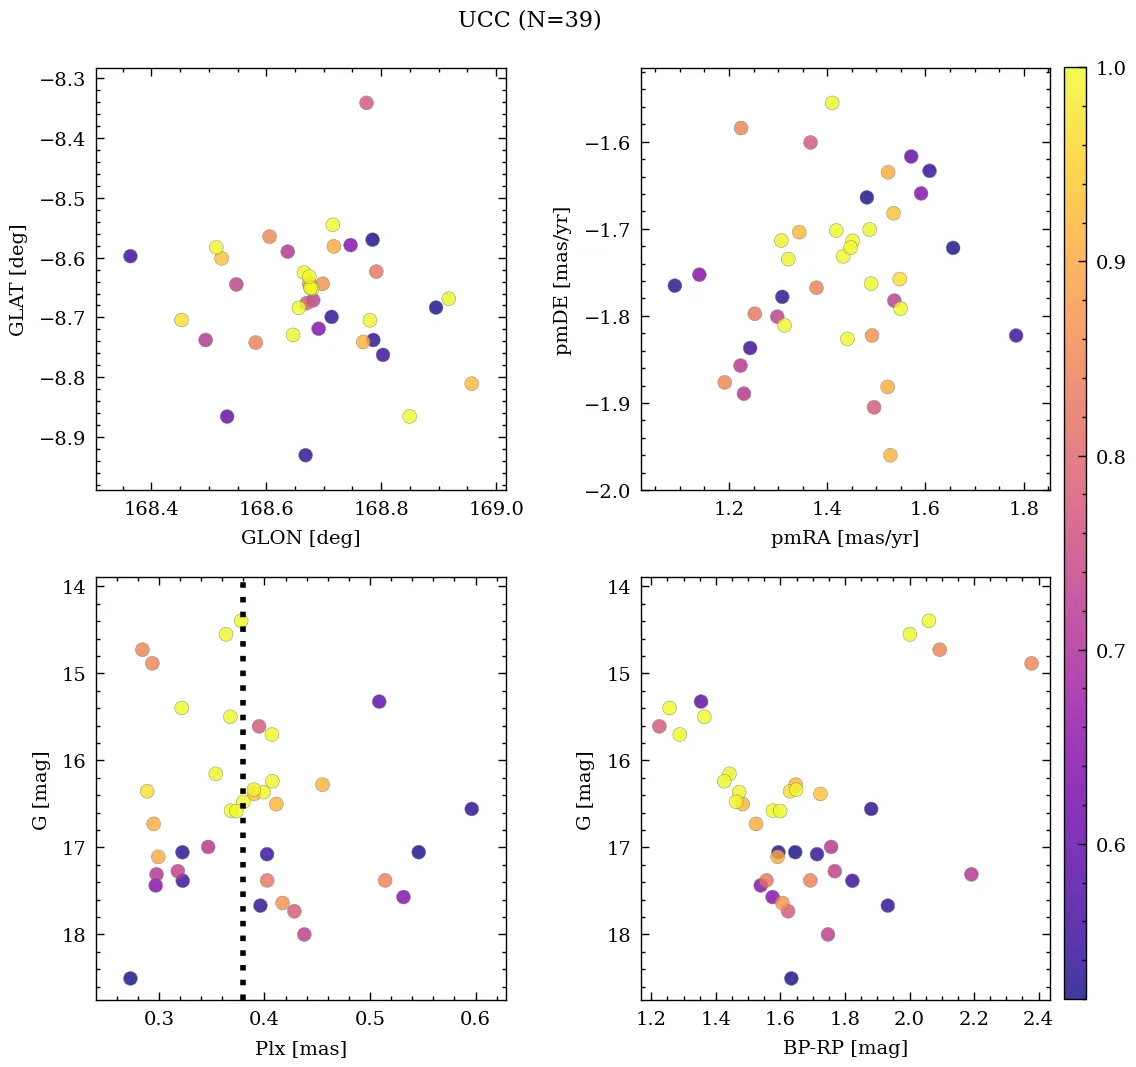 UCC (N=39)
−8.3
−8.4
−8.5
−8.6
−8.7
−8.8
−8.9
GLAT [deg]
168.4 168.6 168.8 169.0
GLON [deg]
−1.6
−1.7
−1.8
−1.9
−2.0
pmDE [mas/yr]
1.2 1.4 1.6 1.8
pmRA [mas/yr]
1.0
0.9
0.8
0.7
0.6
14
15
16
17
18
G [mag]
0.3 0.4 0.5 0.6
Plx [mas]
14
15
16
17
18
G [mag]
1.2 1.4 1.6 1.8 2.0 2.2 2.4
BP-RP [mag]